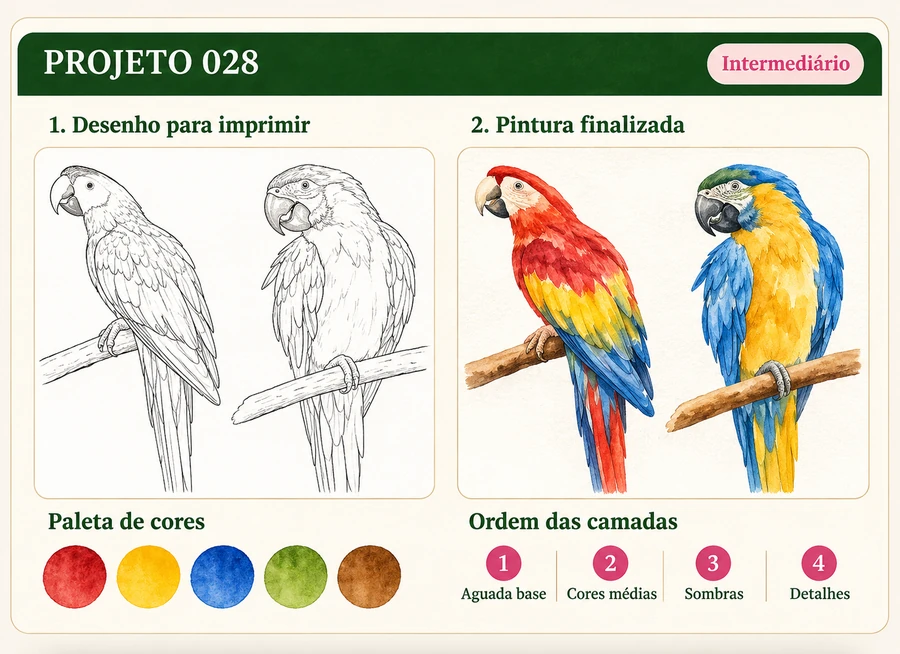 PROJETO 028
Intermediário
1. Desenho para imprimir
2. Pintura finalizada
Paleta de cores
Ordem das camadas
1
2
3
4
Aguada base
Cores médias
Sombras
Detalhes